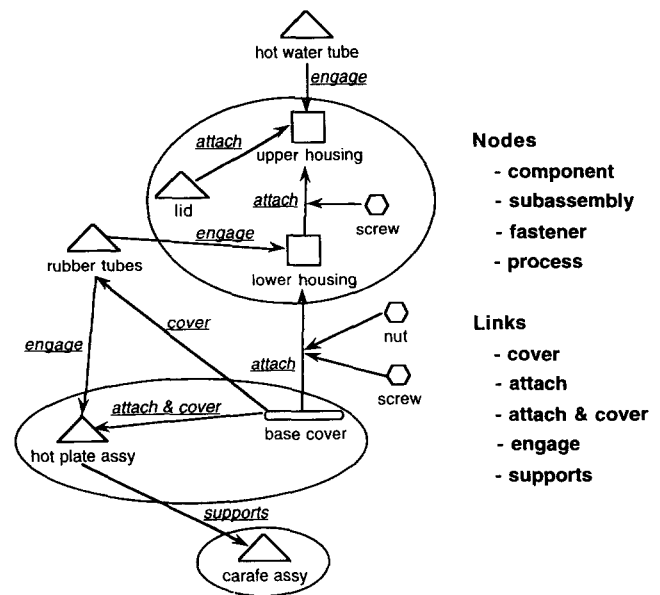 hot water tube
engage
attach
upper housing
lid
attach
screw
engage
rubber tubes
lower housing
cover
nut
engage
attach
screw
attach & cover
base cover
hot plate assy
supports
carafe assy
Nodes
- component
- subassembly
- fastener
- process
Links
- cover
- attach
- attach & cover
- engage
- supports